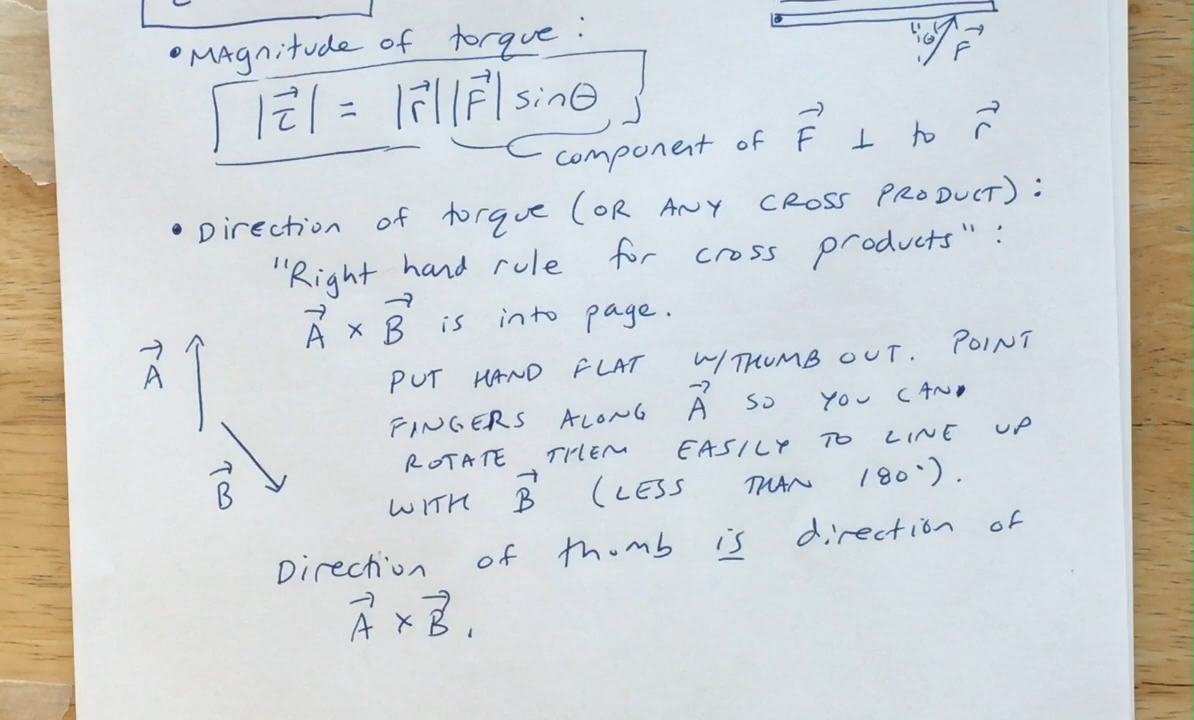 • MAgnitude of torque :
|τ⃗| = |r⃗||F⃗| sinθ
θ F⃗
component of F⃗ ⊥ to r⃗
• Direction of torque (OR ANY CROSS PRODUCT) :
"Right hand rule for cross products" :
A⃗ × B⃗ is into page.
A⃗
B⃗
PUT HAND FLAT W/THUMB OUT. POINT
FINGERS ALONG A⃗ SO YOU CAN
ROTATE THEM EASILY TO LINE UP
WITH B⃗ (LESS THAN 180°).
Direction of thumb is direction of
A⃗ × B⃗.